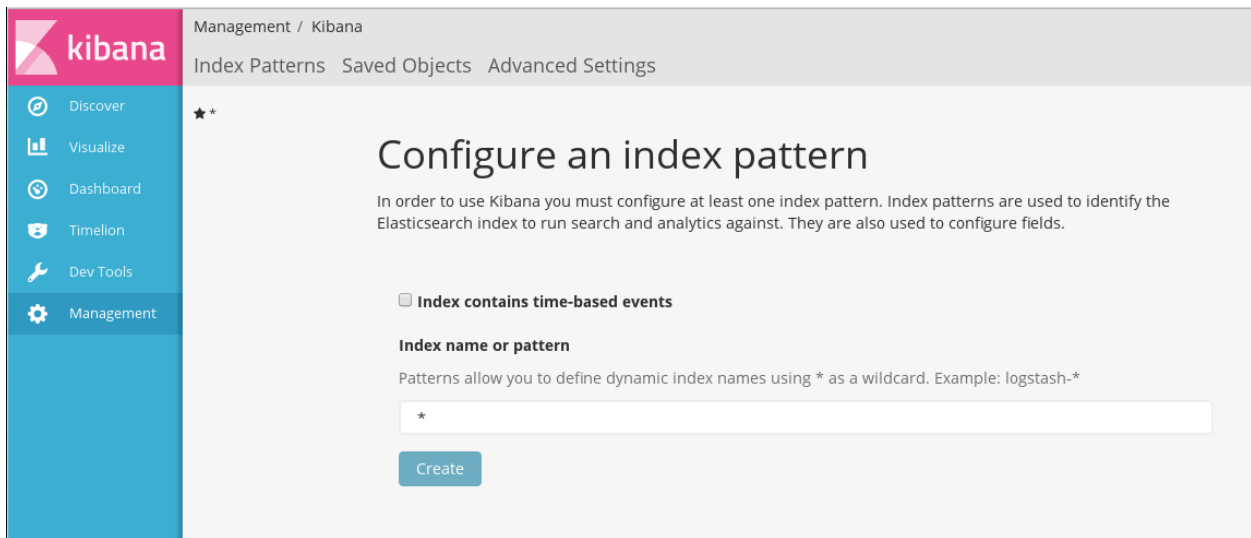 kibana
Discover
Visualize
Dashboard
Timelion
Dev Tools
Management
Management / Kibana
Index Patterns Saved Objects Advanced Settings
★ *
Configure an index pattern
In order to use Kibana you must configure at least one index pattern. Index patterns are used to identify the
Elasticsearch index to run search and analytics against. They are also used to configure fields.
Index contains time-based events
Index name or pattern
Patterns allow you to define dynamic index names using * as a wildcard. Example: logstash-*
*
Create